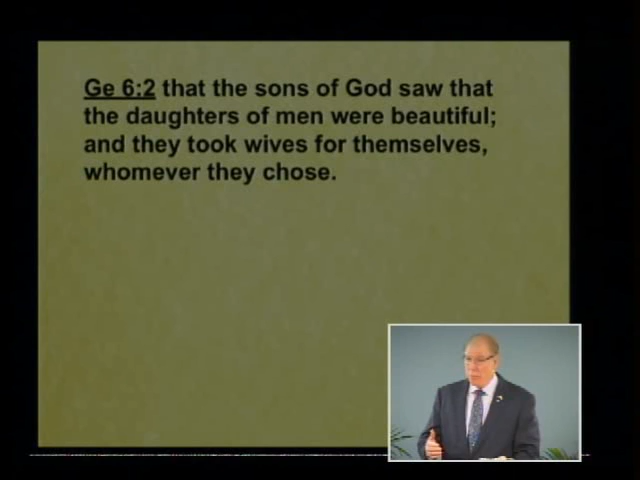 Ge 6:2 that the sons of God saw that
the daughters of men were beautiful;
and they took wives for themselves,
whomever they chose.